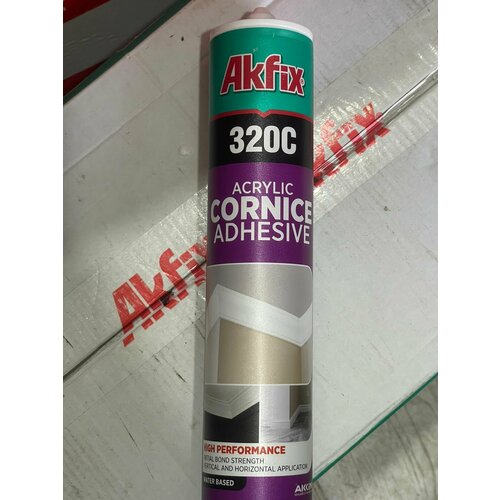 Akfix
320C
ACRYLIC
CORNICE
ADHESIVE
HIGH PERFORMANCE
INITIAL BOND STRENGTH
VERTICAL AND HORIZONTAL APPLICATION
WATER BASED
Akfix
Akfix